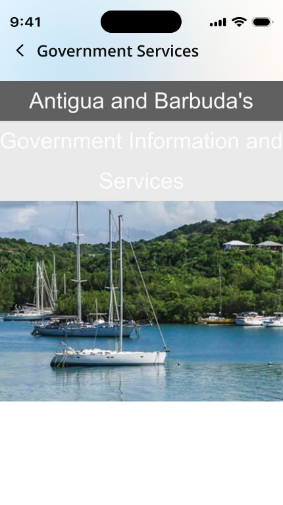 9:41
Government Services
Antigua and Barbuda's
Government Information and
Services